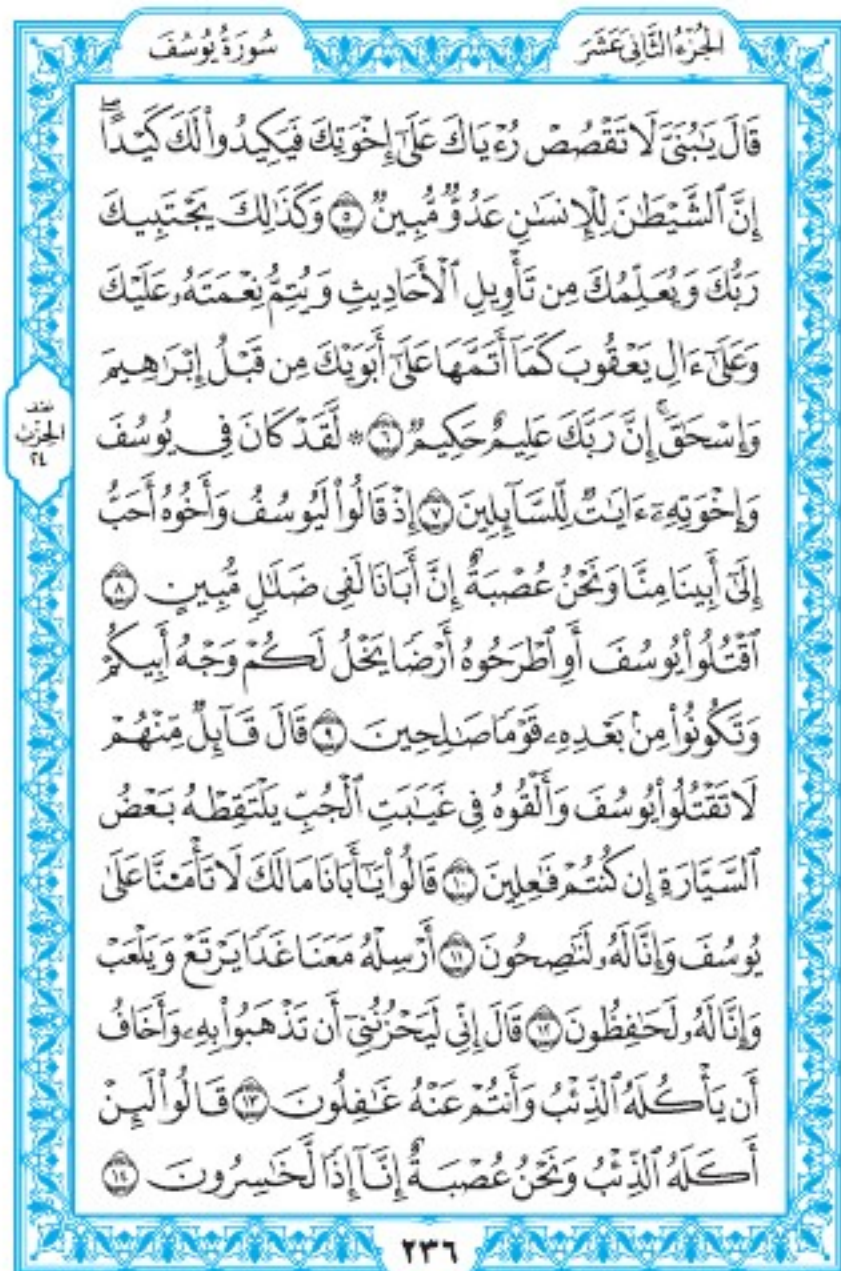 الجُزْءُ الثَّانِى عَشَرَ
سُورَةُ يُوسُفَ
قَالَ يَٰبُنَىَّ لَا تَقْصُصْ رُءْيَاكَ عَلَىٰٓ إِخْوَتِكَ فَيَكِيدُوا۟ لَكَ كَيْدًاۖ
إِنَّ ٱلشَّيْطَٰنَ لِلْإِنسَٰنِ عَدُوٌّ مُّبِينٌ ۝٥ وَكَذَٰلِكَ يَجْتَبِيكَ
رَبُّكَ وَيُعَلِّمُكَ مِن تَأْوِيلِ ٱلْأَحَادِيثِ وَيُتِمُّ نِعْمَتَهُۥ عَلَيْكَ
وَعَلَىٰٓ ءَالِ يَعْقُوبَ كَمَآ أَتَمَّهَا عَلَىٰٓ أَبَوَيْكَ مِن قَبْلُ إِبْرَٰهِيمَ
وَإِسْحَٰقَۚ إِنَّ رَبَّكَ عَلِيمٌ حَكِيمٌ ۝٦ * لَّقَدْ كَانَ فِى يُوسُفَ
وَإِخْوَتِهِۦٓ ءَايَٰتٌ لِّلسَّآئِلِينَ ۝٧ إِذْ قَالُوا۟ لَيُوسُفُ وَأَخُوهُ أَحَبُّ
إِلَىٰٓ أَبِينَا مِنَّا وَنَحْنُ عُصْبَةٌ إِنَّ أَبَانَا لَفِى ضَلَٰلٍ مُّبِينٍ ۝٨
ٱقْتُلُوا۟ يُوسُفَ أَوِ ٱطْرَحُوهُ أَرْضًا يَخْلُ لَكُمْ وَجْهُ أَبِيكُمْ
وَتَكُونُوا۟ مِنۢ بَعْدِهِۦ قَوْمًا صَٰلِحِينَ ۝٩ قَالَ قَآئِلٌ مِّنْهُمْ
لَا تَقْتُلُوا۟ يُوسُفَ وَأَلْقُوهُ فِى غَيَٰبَتِ ٱلْجُبِّ يَلْتَقِطْهُ بَعْضُ
ٱلسَّيَّارَةِ إِن كُنتُمْ فَٰعِلِينَ ۝١٠ قَالُوا۟ يَٰٓأَبَانَا مَالَكَ لَا تَأْمَ۫نَّا عَلَىٰ
يُوسُفَ وَإِنَّا لَهُۥ لَنَٰصِحُونَ ۝١١ أَرْسِلْهُ مَعَنَا غَدًا يَرْتَعْ وَيَلْعَبْ
وَإِنَّا لَهُۥ لَحَٰفِظُونَ ۝١٢ قَالَ إِنِّى لَيَحْزُنُنِىٓ أَن تَذْهَبُوا۟ بِهِۦ وَأَخَافُ
أَن يَأْكُلَهُ ٱلذِّئْبُ وَأَنتُمْ عَنْهُ غَٰفِلُونَ ۝١٣ قَالُوا۟ لَئِنْ
أَكَلَهُ ٱلذِّئْبُ وَنَحْنُ عُصْبَةٌ إِنَّآ إِذًا لَّخَٰسِرُونَ ۝١٤
نصف
الحزب
٢٤
٢٣٦